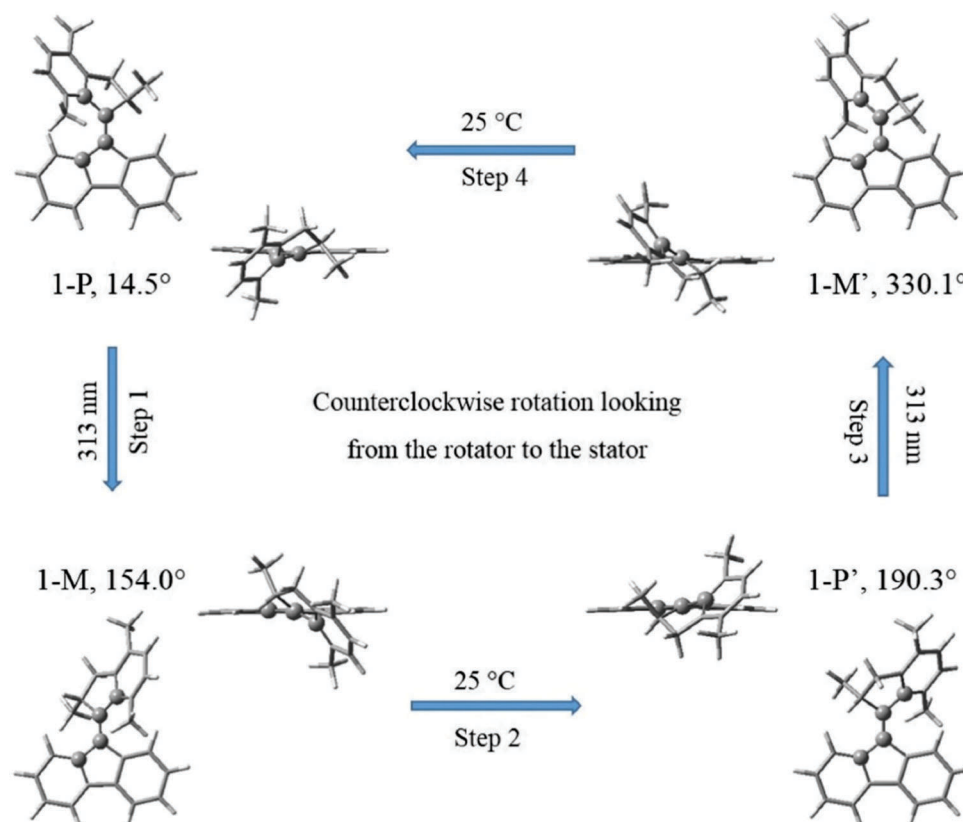 25 °C
Step 4
1-P, 14.5°
1-M’, 330.1°
313 nm
Step 1
Counterclockwise rotation looking
from the rotator to the stator
313 nm
Step 3
1-M, 154.0°
1-P’, 190.3°
25 °C
Step 2